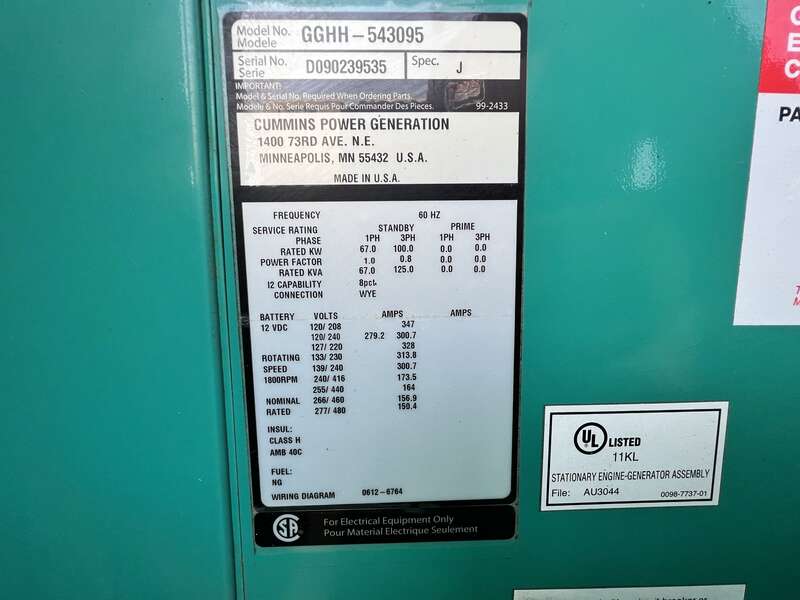 Model No. GGHH-543095
Modele
Serial No. D090239535 Spec. J
Serie
IMPORTANT:
Model & Serial No. Required When Ordering Parts.
Modele & No. Serie Requis Pour Commander Des Pieces. 99-2433
CUMMINS POWER GENERATION
1400 73RD AVE. N.E.
MINNEAPOLIS, MN 55432 U.S.A.
MADE IN U.S.A.
FREQUENCY 60 HZ
SERVICE RATING STANDBY PRIME
PHASE 1PH 3PH 1PH 3PH
RATED KW 67.0 100.0 0.0 0.0
POWER FACTOR 1.0 0.8 0.0 0.0
RATED KVA 67.0 125.0 0.0 0.0
I2 CAPABILITY 8pct.
CONNECTION WYE
BATTERY VOLTS AMPS AMPS
12 VDC 120/ 208 347
120/ 240 279.2 300.7
127/ 220 328
ROTATING 133/ 230 313.8
SPEED 139/ 240 300.7
1800RPM 240/ 416 173.5
255/ 440 164
NOMINAL 266/ 460 156.9
RATED 277/ 480 150.4
INSUL:
CLASS H
AMB 40C
FUEL:
NG
WIRING DIAGRAM 0612-6764
SA
For Electrical Equipment Only
Pour Material Electrique Seulement
C
E
C
PA
T
M
UL LISTED
11KL
STATIONARY ENGINE-GENERATOR ASSEMBLY
File: AU3044 0098-7737-01